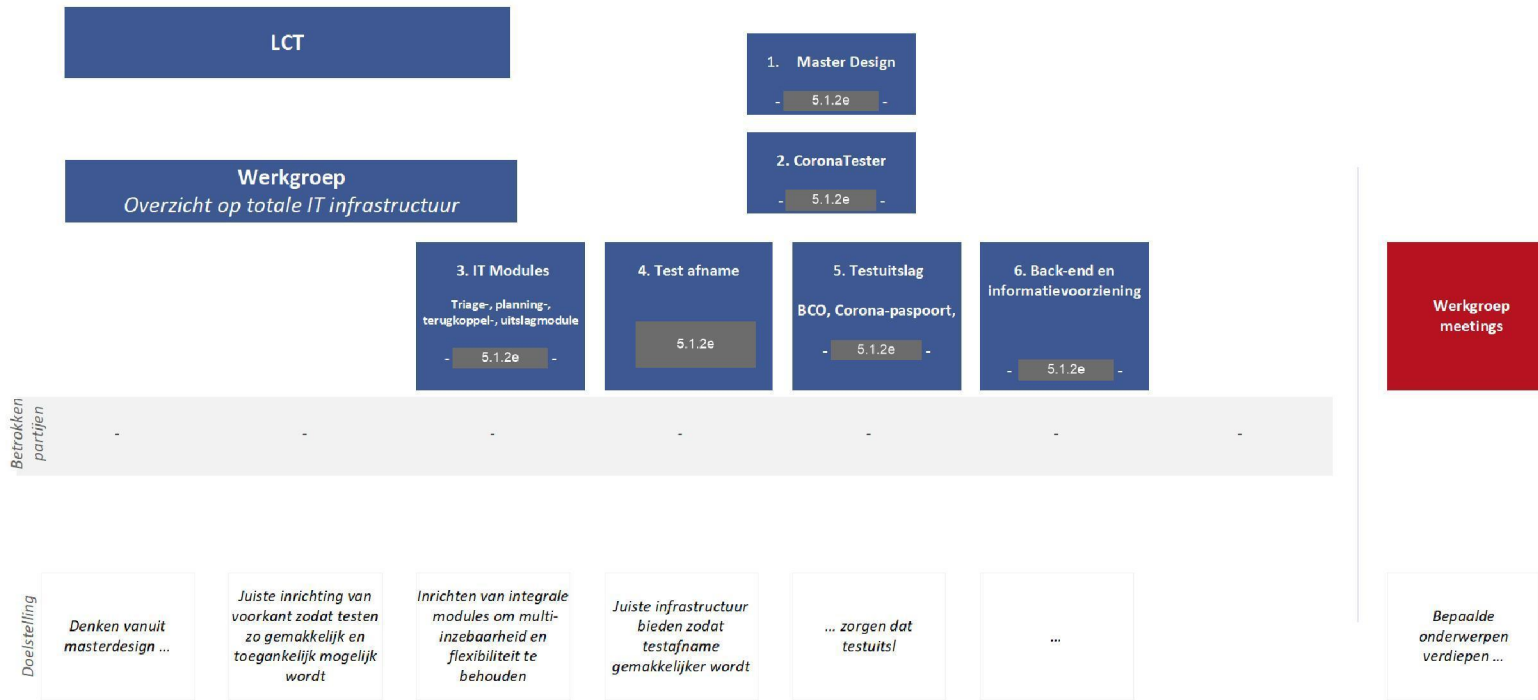 LCT
1. Master Design
- 5.1.2e -
2. CoronaTester
- 5.1.2e -
Werkgroep
Overzicht op totale IT infrastructuur
3. IT Modules
Triage-, planning-,
terugkoppel-, uitslagmodule
- 5.1.2e -
4. Test afname
5.1.2e
5. Testuitslag
BCO, Corona-paspoort,
- 5.1.2e -
6. Back-end en
informatievoorziening
- 5.1.2e -
Werkgroep
meetings
Betrokken
partijen
- - - - - - -
Doelstelling
Denken vanuit
masterdesign ...
Juiste inrichting van
voorkant zodat testen
zo gemakkelijk en
toegankelijk mogelijk
wordt
Inrichten van integrale
modules om multi-
inzebaarheid en
flexibiliteit te
behouden
Juiste infrastructuur
bieden zodat
testafname
gemakkelijker wordt
... zorgen dat
testuitsl
...
Bepaalde
onderwerpen
verdiepen ...